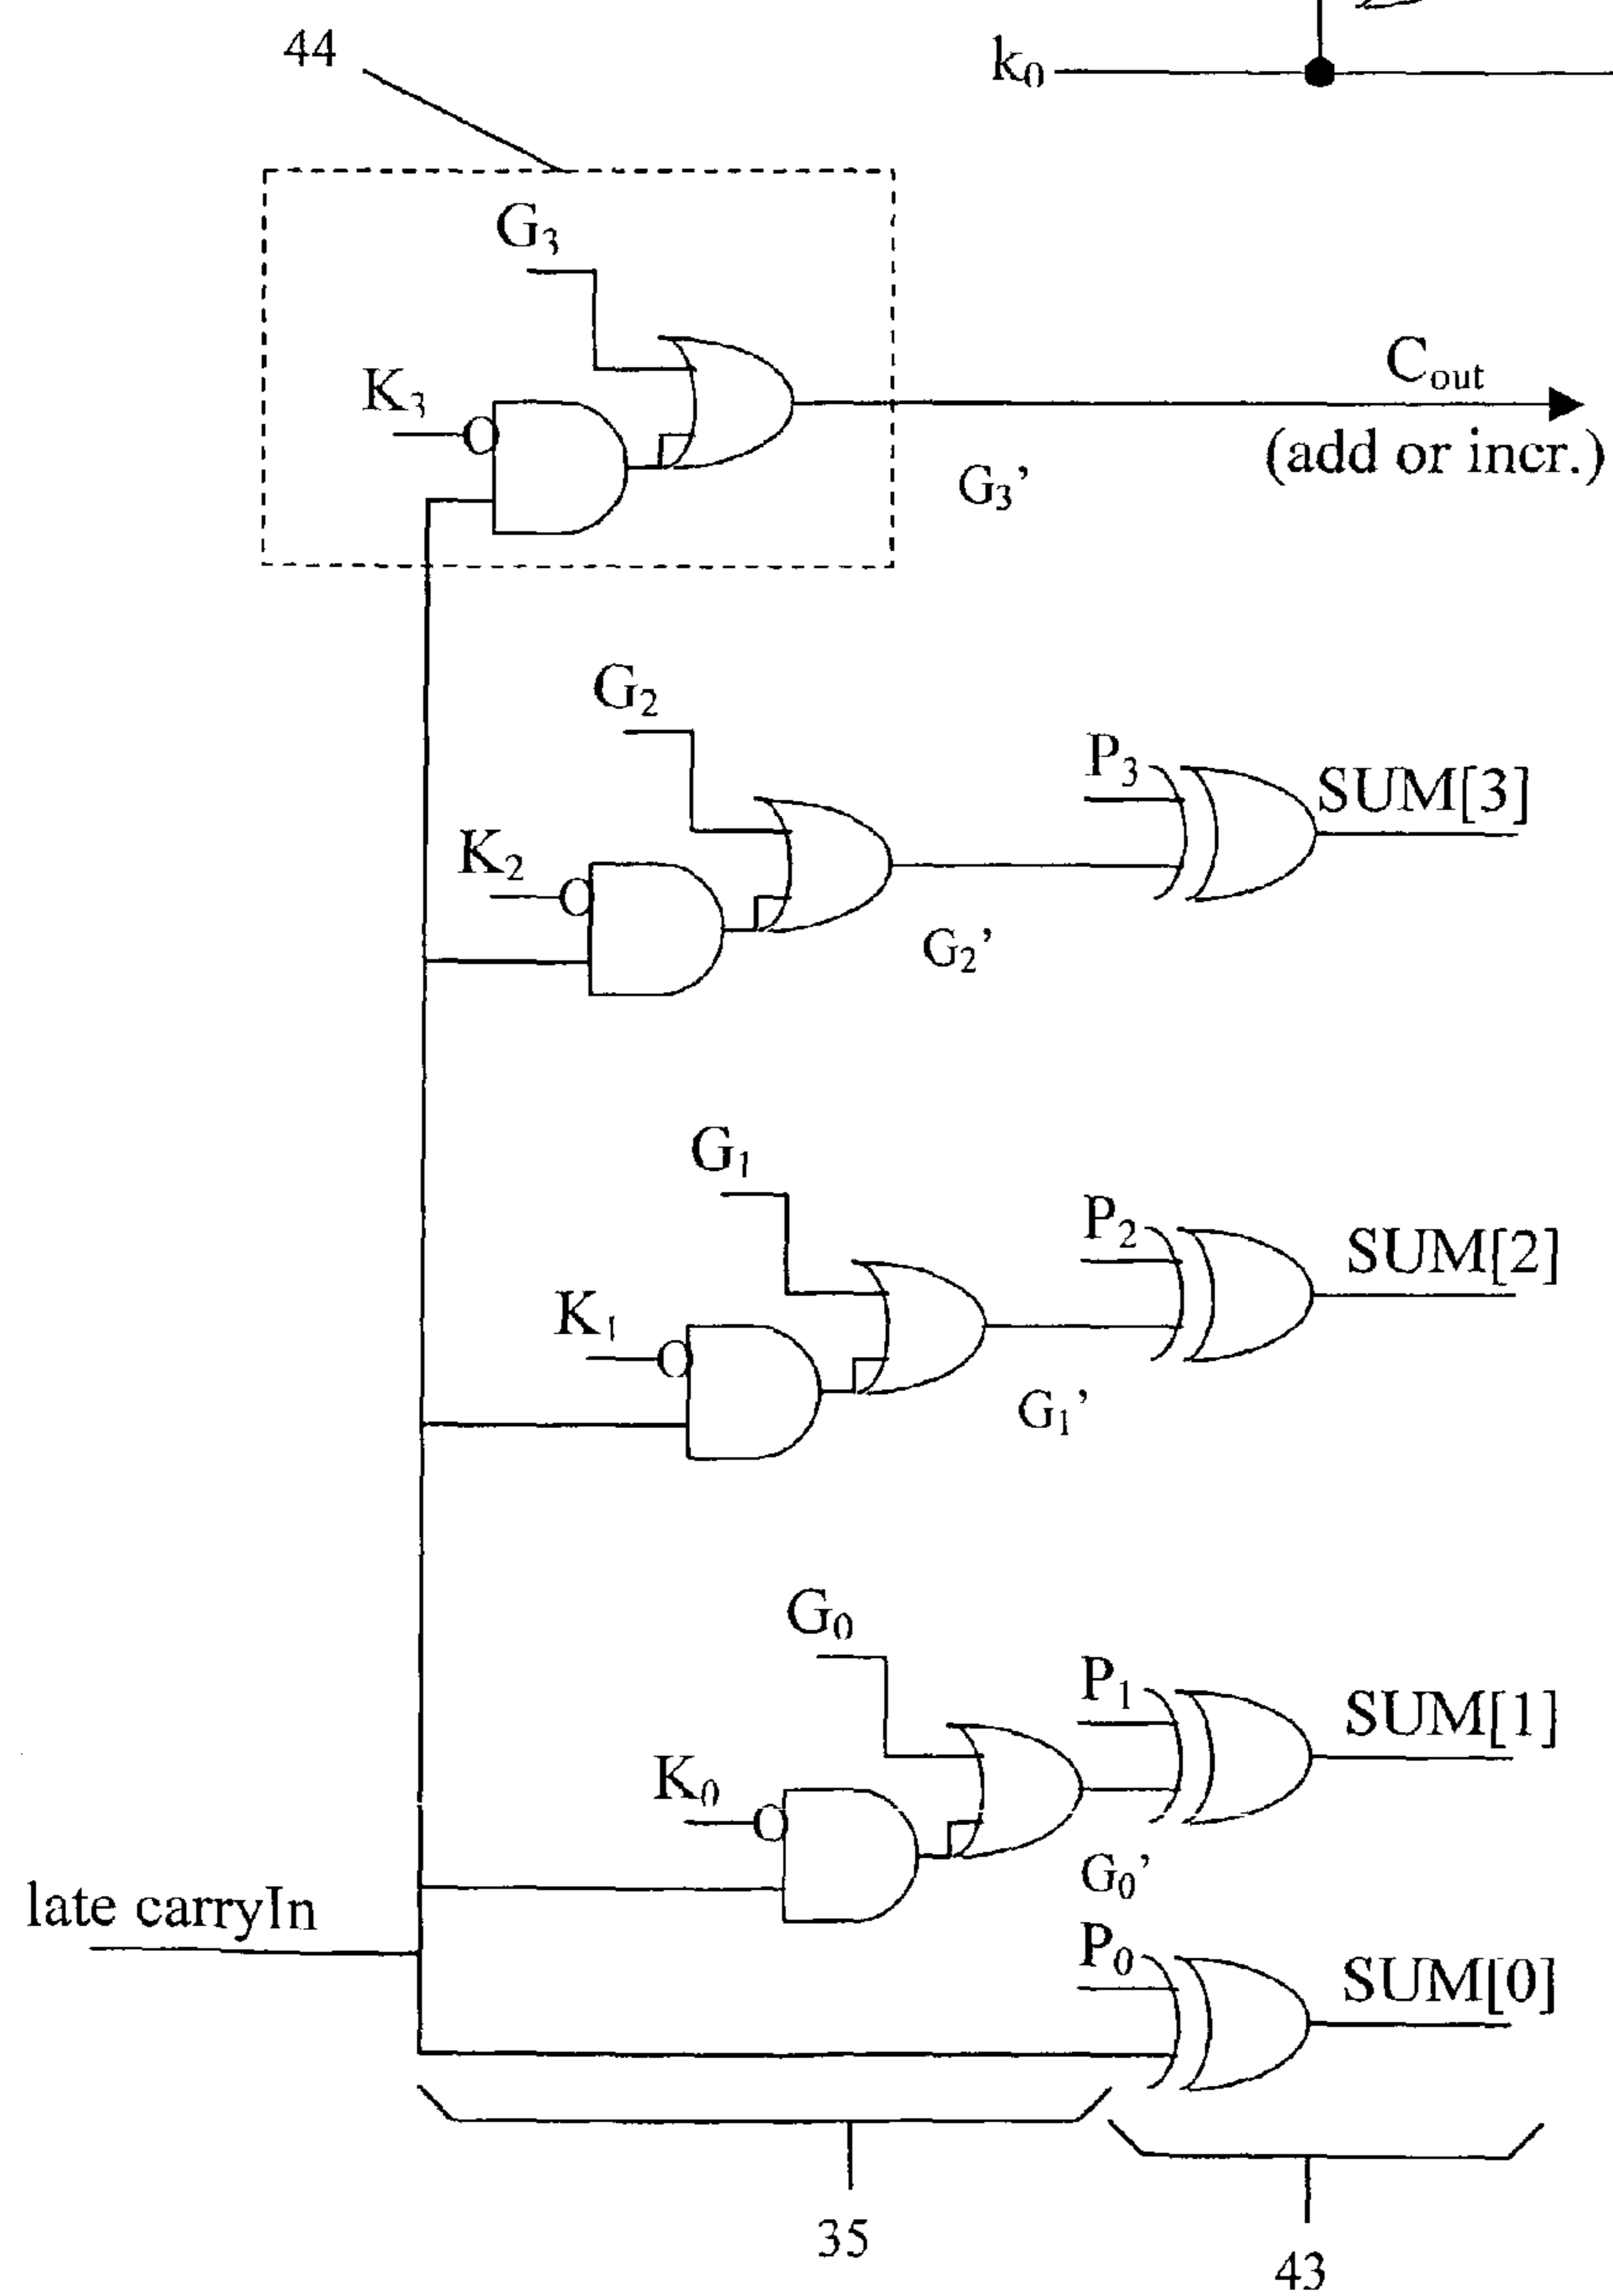 44
k₀
G₃
K₃
C_out
(add or incr.)
G₃’
G₂
P₃
SUM[3]
K₂
G₂’
G₁
P₂
SUM[2]
K₁
G₁’
G₀
P₁
SUM[1]
K₀
G₀’
late carryIn
P₀
SUM[0]
35
43